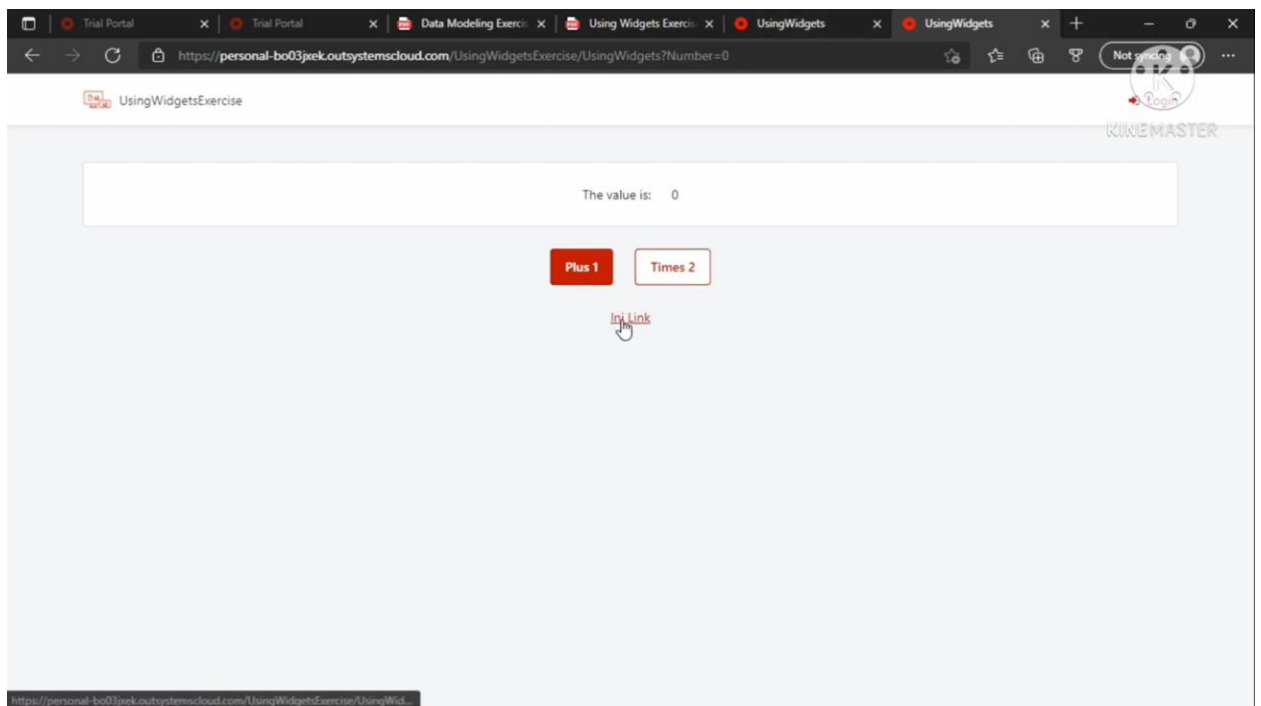 Trial Portal
Trial Portal
Data Modeling Exercis
Using Widgets Exercis
UsingWidgets
UsingWidgets
https://personal-bo03jxek.outsystemscloud.com/UsingWidgetsExercise/UsingWidgets?Number=0
Not syncing
UsingWidgetsExercise
Login
KINEMASTER
The value is: 0
Plus 1 Times 2
Ini Link
https://personal-bo03jxek.outsystemscloud.com/UsingWidgetsExercise/UsingWid...